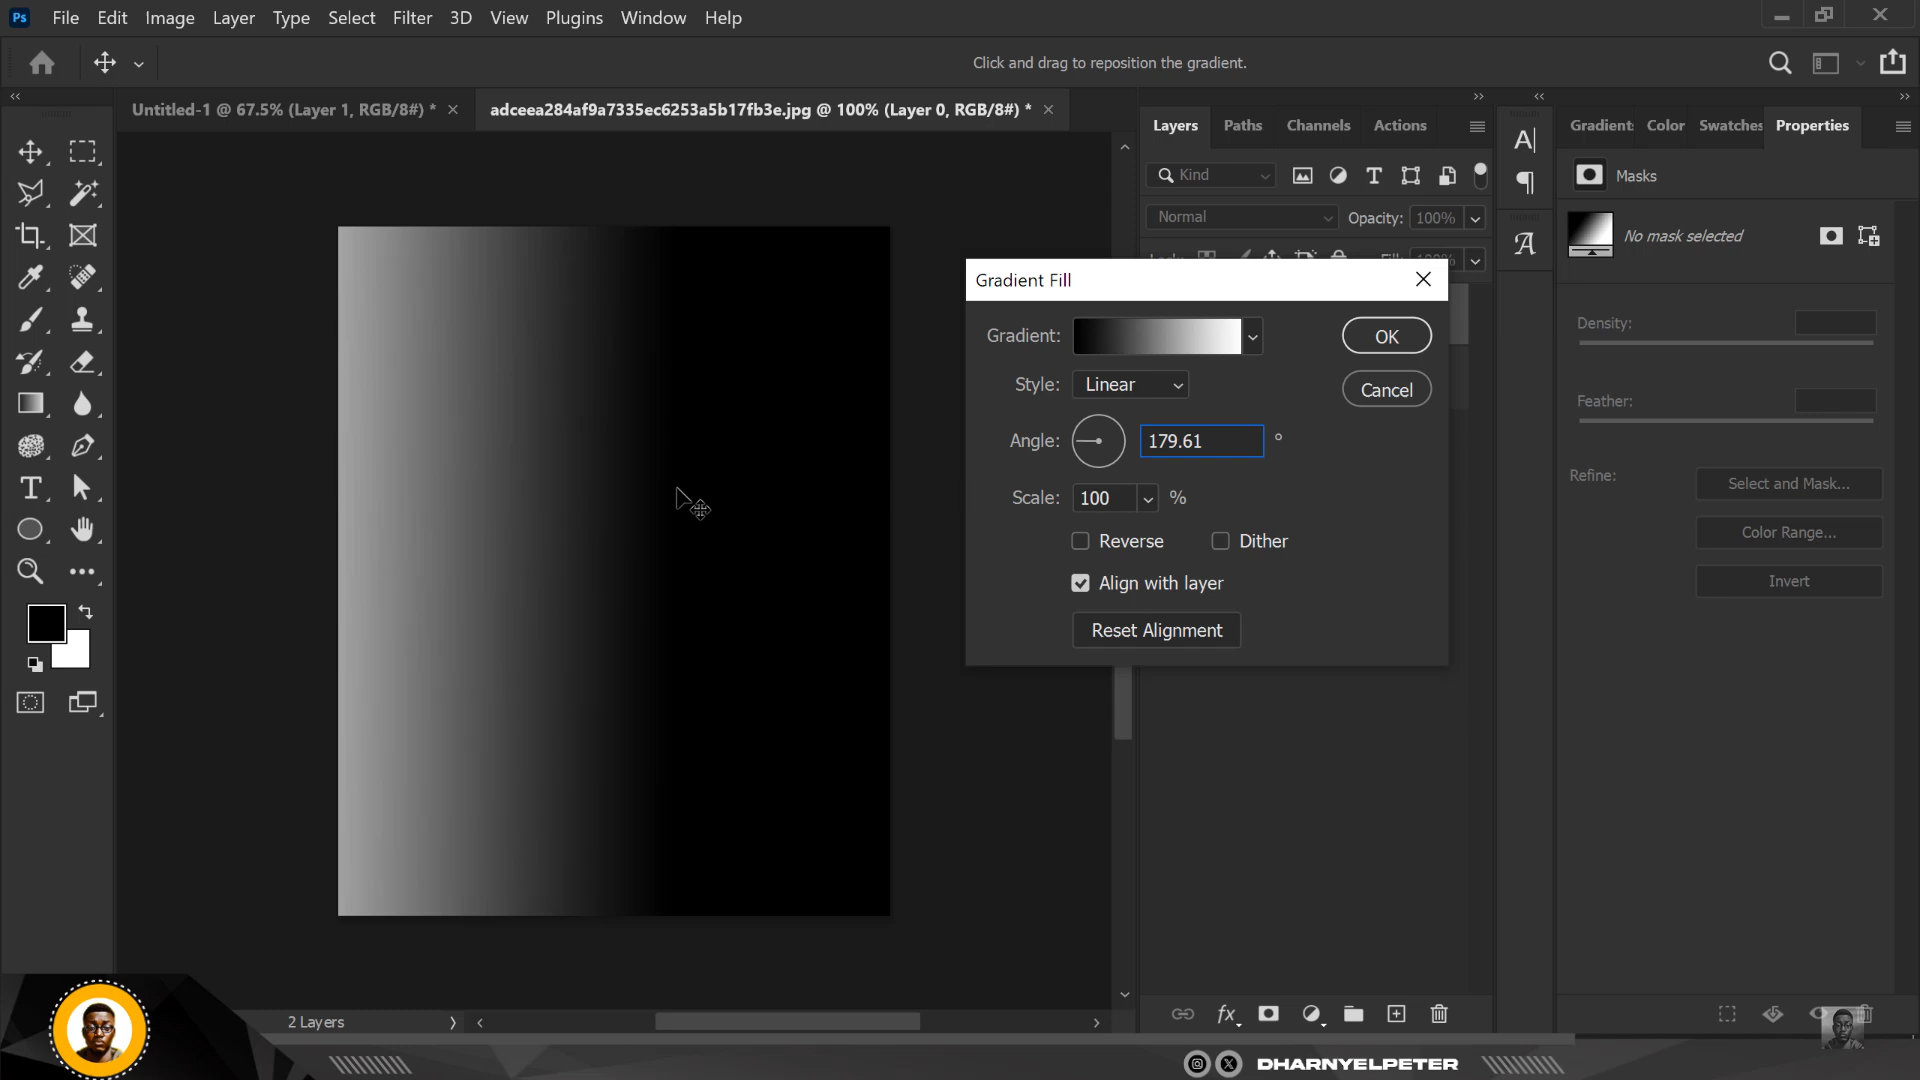 Ps File Edit Image Layer Type Select Filter 3D View Plugins Window Help
Click and drag to reposition the gradient.
Untitled-1 @ 67.5% (Layer 1, RGB/8#) *
adceea284af9a7335ec6253a5b17fb3e.jpg @ 100% (Layer 0, RGB/8#) *
Layers Paths Channels Actions
Gradient Color Swatches Properties
Kind
Masks
Normal Opacity: 100%
No mask selected
Gradient Fill
Gradient: OK
Style: Linear
Cancel
Angle: 179.61 °
Scale: 100 %
Reverse Dither
Align with layer
Reset Alignment
Density:
Feather:
Refine: Select and Mask...
Color Range...
Invert
2 Layers
fx
DHARNYELPETER